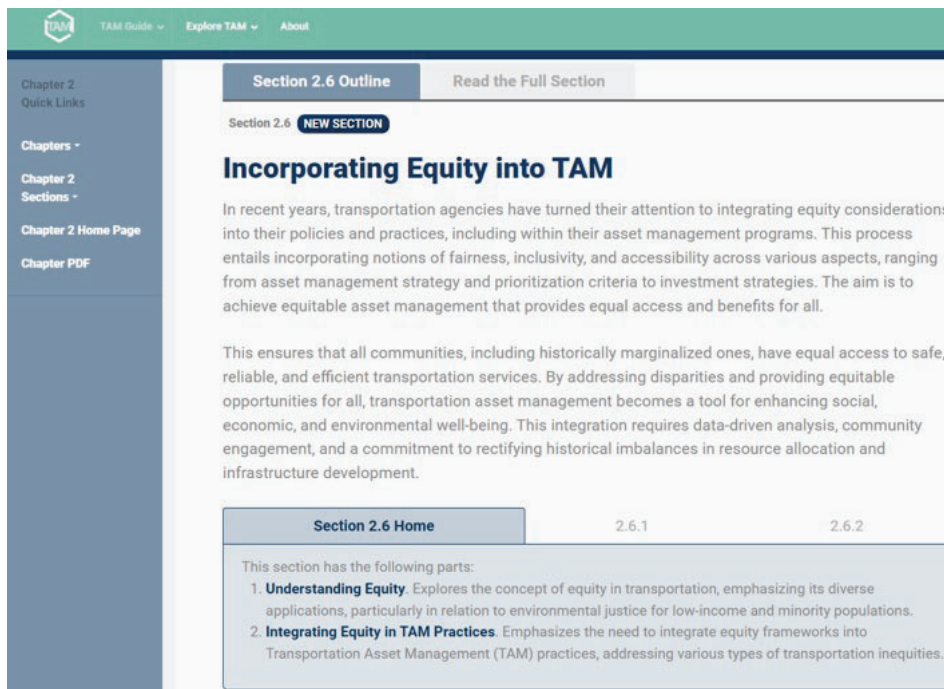 TAM
TAM Guide
Explore TAM
About
Chapter 2
Quick Links
Chapters
Chapter 2
Sections
Chapter 2 Home Page
Chapter PDF
Section 2.6 Outline
Read the Full Section
Section 2.6 NEW SECTION
Incorporating Equity into TAM
In recent years, transportation agencies have turned their attention to integrating equity considerations
into their policies and practices, including within their asset management programs. This process
entails incorporating notions of fairness, inclusivity, and accessibility across various aspects, ranging
from asset management strategy and prioritization criteria to investment strategies. The aim is to
achieve equitable asset management that provides equal access and benefits for all.
This ensures that all communities, including historically marginalized ones, have equal access to safe,
reliable, and efficient transportation services. By addressing disparities and providing equitable
opportunities for all, transportation asset management becomes a tool for enhancing social,
economic, and environmental well-being. This integration requires data-driven analysis, community
engagement, and a commitment to rectifying historical imbalances in resource allocation and
infrastructure development.
Section 2.6 Home
2.6.1
2.6.2
This section has the following parts:
1. Understanding Equity. Explores the concept of equity in transportation, emphasizing its diverse
applications, particularly in relation to environmental justice for low-income and minority populations.
2. Integrating Equity in TAM Practices. Emphasizes the need to integrate equity frameworks into
Transportation Asset Management (TAM) practices, addressing various types of transportation inequities.